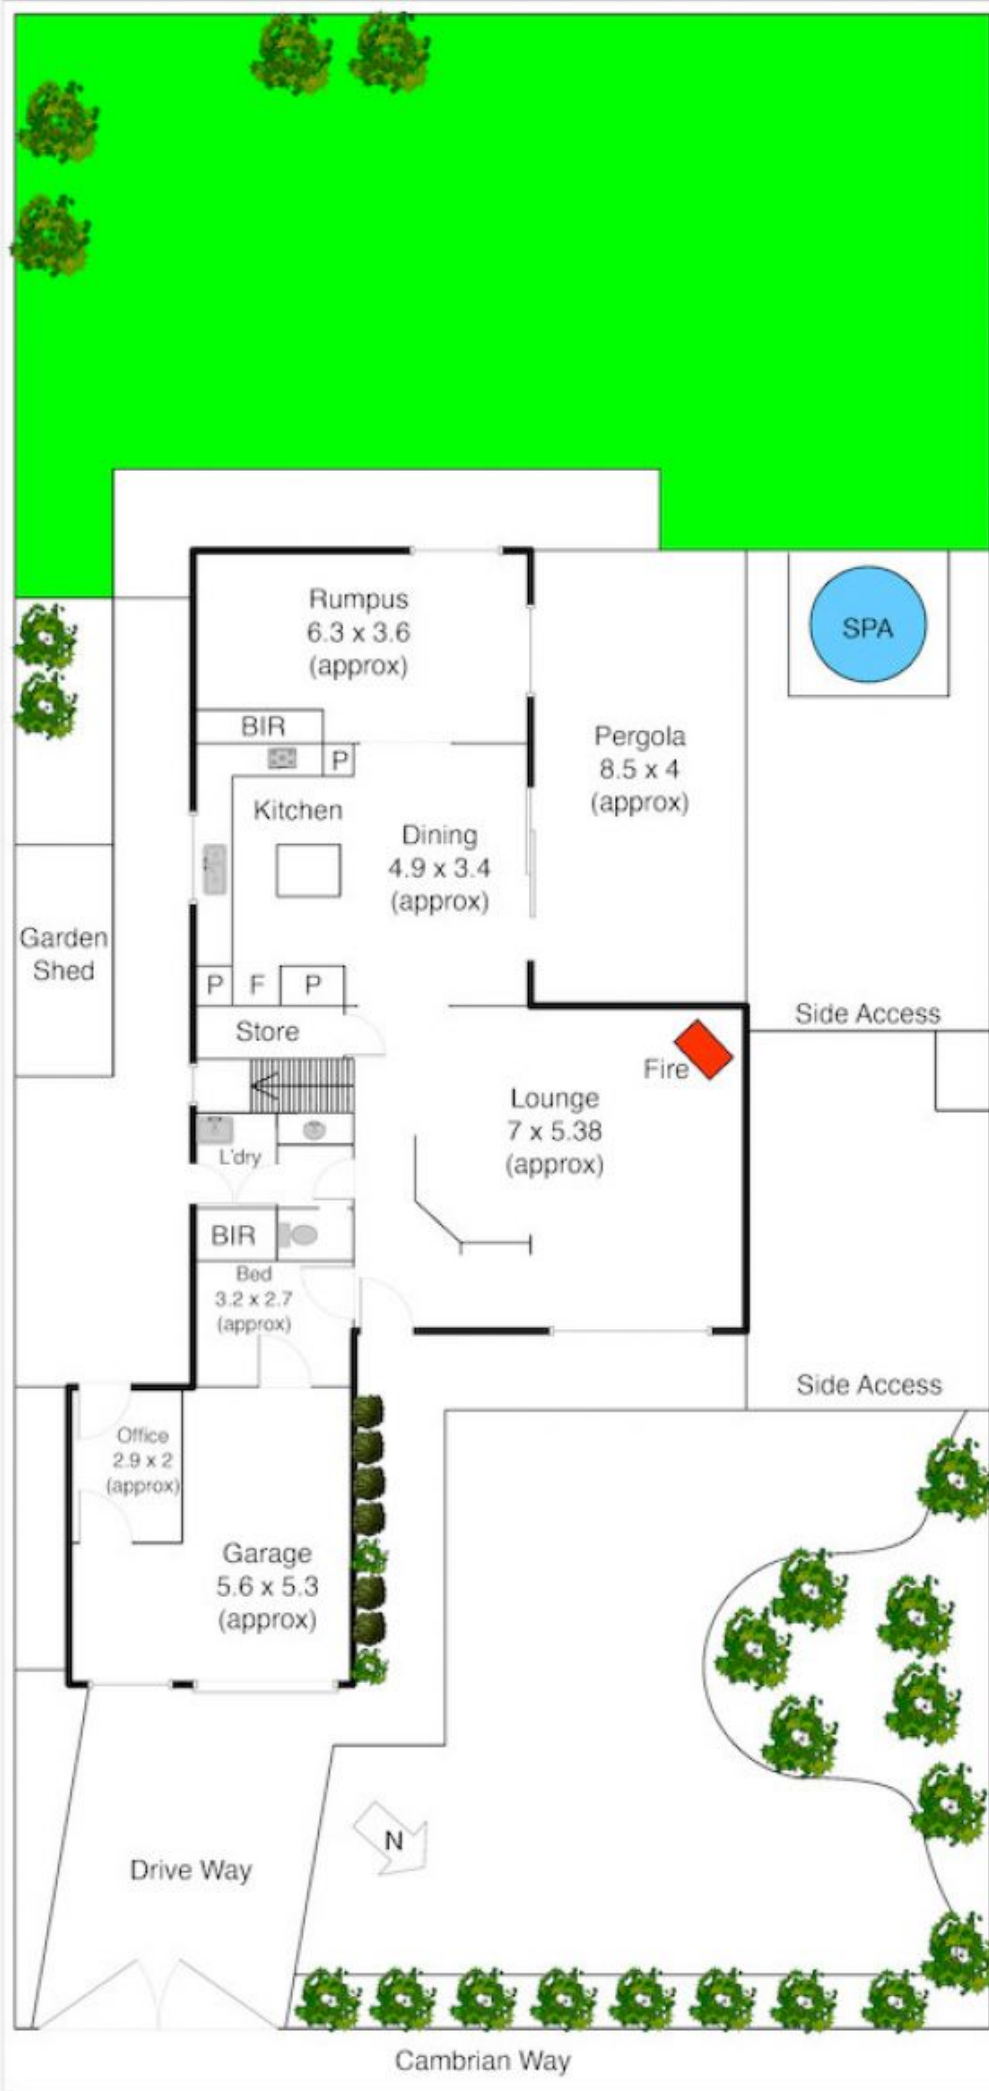 SPA
Rumpus
6.3 x 3.6
(approx)
BIR
P
Pergola
8.5 x 4
(approx)
Kitchen
Dining
4.9 x 3.4
(approx)
Garden
Shed
P
F
P
Side Access
Store
Fire
Lounge
7 x 5.38
(approx)
L'dry
BIR
Bed
3.2 x 2.7
(approx)
Side Access
Office
2.9 x 2
(approx)
Garage
5.6 x 5.3
(approx)
N
Drive Way
Cambrian Way